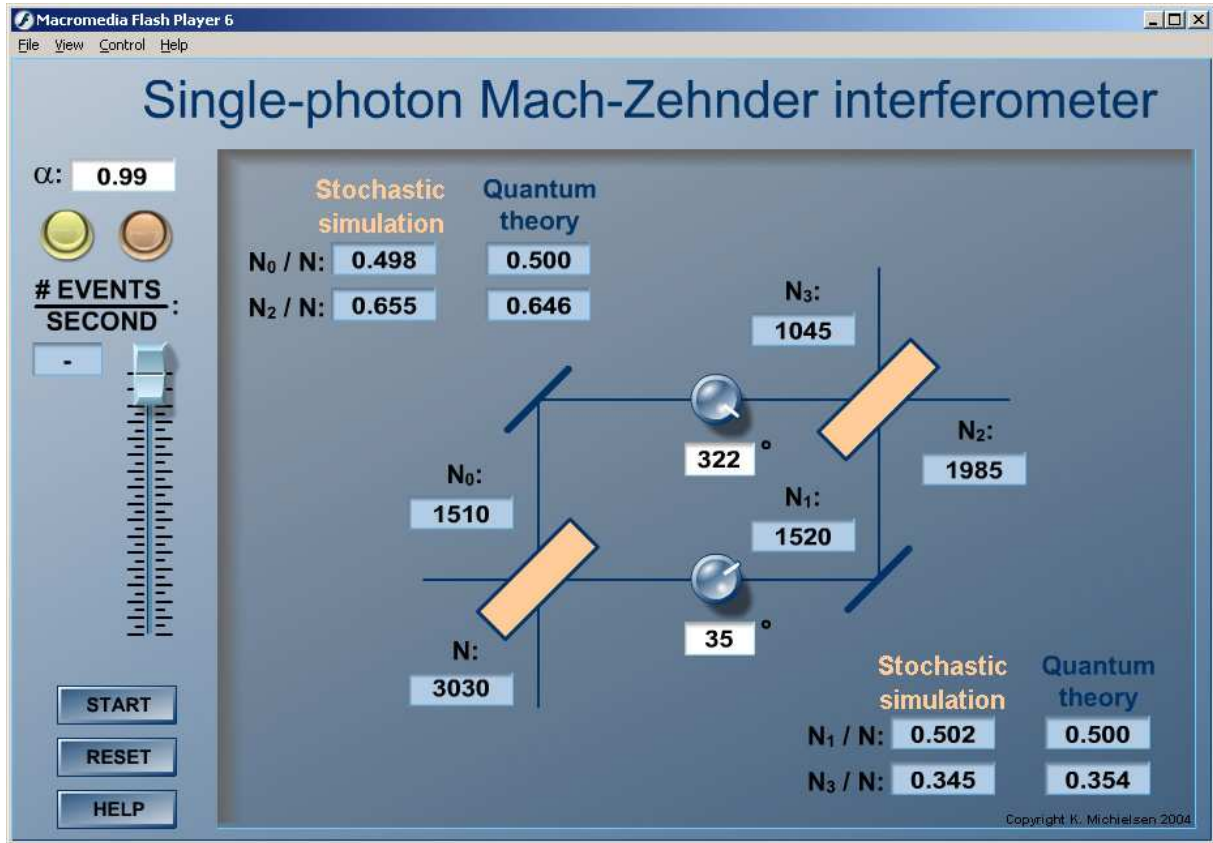 Macromedia Flash Player 6
File View Control Help
Single-photon Mach-Zehnder interferometer
α: 0.99
# EVENTS
SECOND :
-
START
RESET
HELP
Stochastic simulation Quantum theory
N₀ / N: 0.498 0.500
N₂ / N: 0.655 0.646
N₃:
1045
N₂:
1985
322 °
N₀:
1510
N₁:
1520
35 °
N:
3030
Stochastic simulation Quantum theory
N₁ / N: 0.502 0.500
N₃ / N: 0.345 0.354
Copyright K. Michielsen 2004